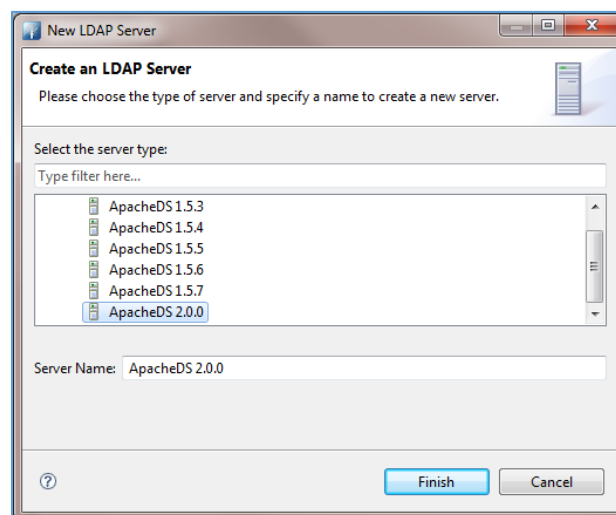 New LDAP Server
Create an LDAP Server
Please choose the type of server and specify a name to create a new server.
Select the server type:
Type filter here...
ApacheDS 1.5.3
ApacheDS 1.5.4
ApacheDS 1.5.5
ApacheDS 1.5.6
ApacheDS 1.5.7
ApacheDS 2.0.0
Server Name: ApacheDS 2.0.0
? Finish Cancel